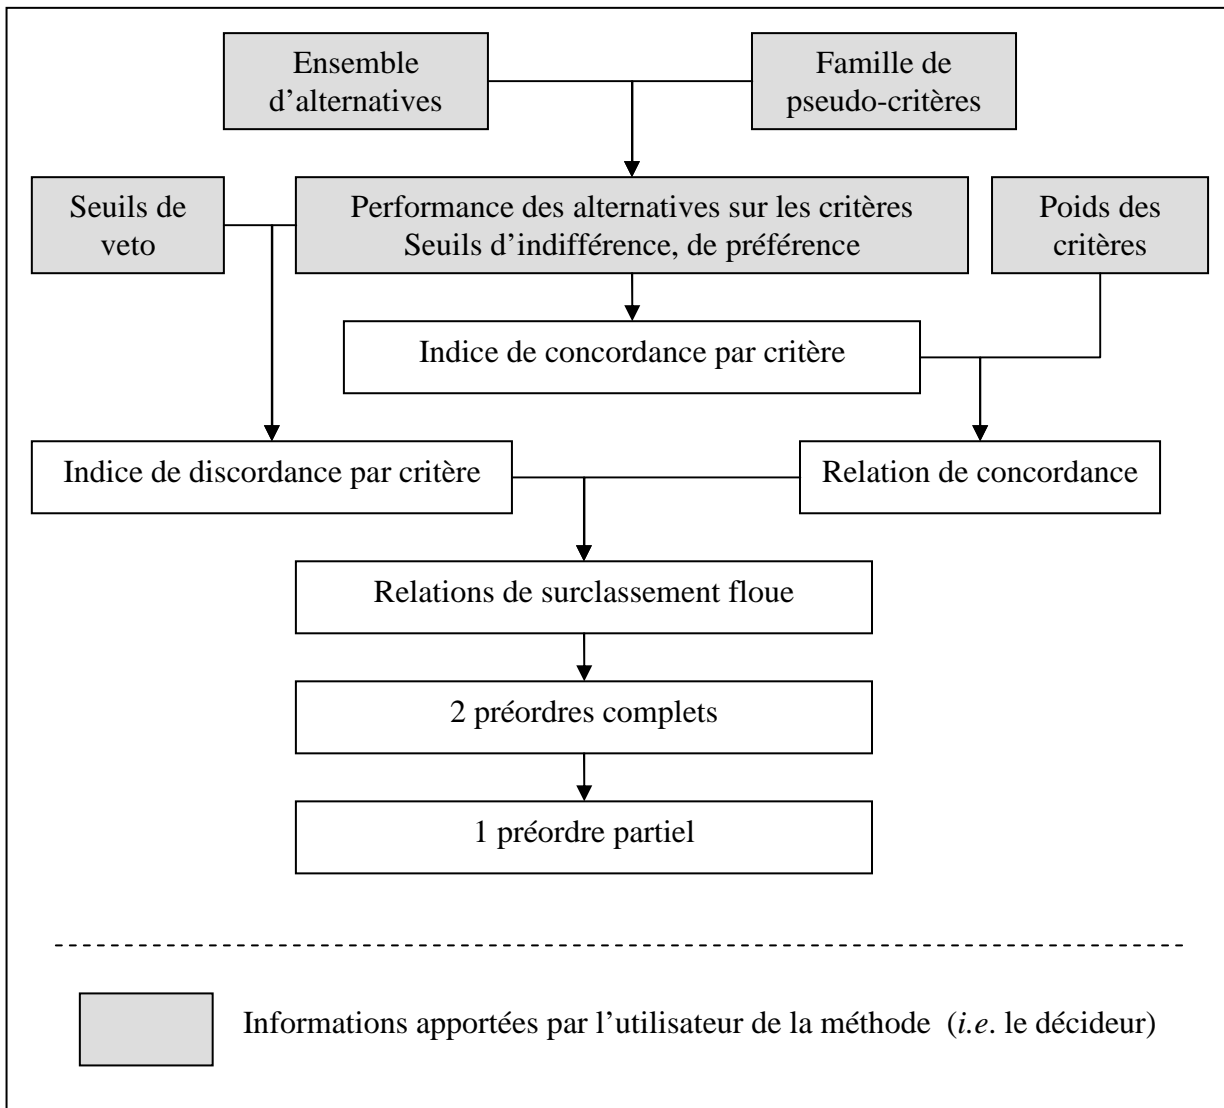 Ensemble
d’alternatives
Famille de
pseudo-critères
Seuils de
veto
Performance des alternatives sur les critères
Seuils d’indifférence, de préférence
Poids des
critères
Indice de concordance par critère
Indice de discordance par critère
Relation de concordance
Relations de surclassement floue
2 préordres complets
1 préordre partiel
Informations apportées par l’utilisateur de la méthode (i.e. le décideur)